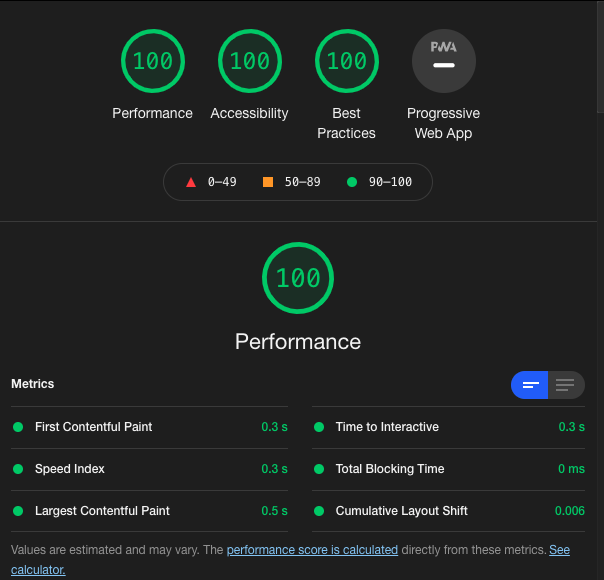 100 100 100 PWA
Performance Accessibility Best Practices Progressive Web App
0–49 50–89 90–100
100
Performance
Metrics
First Contentful Paint 0.3 s
Time to Interactive 0.3 s
Speed Index 0.3 s
Total Blocking Time 0 ms
Largest Contentful Paint 0.5 s
Cumulative Layout Shift 0.006
Values are estimated and may vary. The performance score is calculated directly from these metrics. See
calculator.